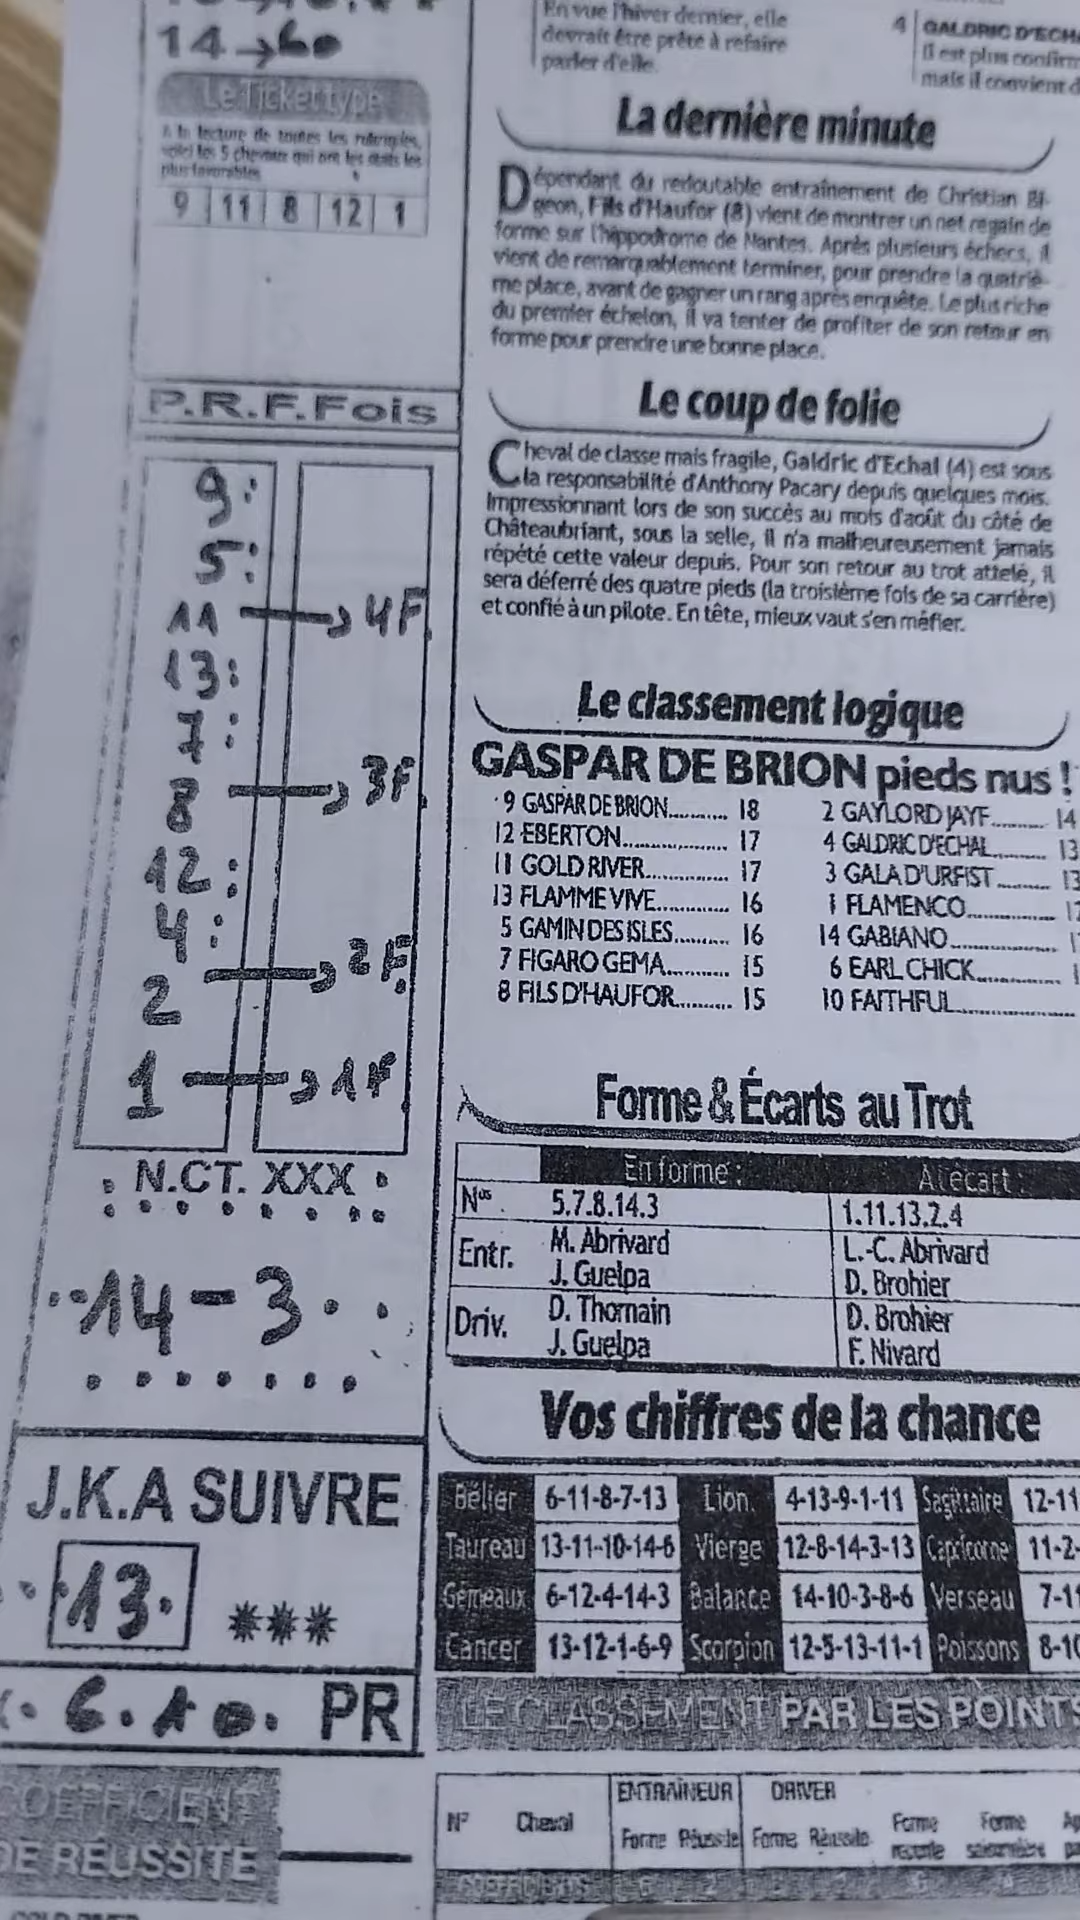 14→60
Le Ticket type
A la lecture de toutes les rubriques,
voici les 5 chevaux qui ont les stats les
plus favorables
9 11 8 12 1
P.R.F.Fois
9:
5:
11 → 4F.
13:
7:
8 → 3F.
12:
4:
2 → 2F.
1 → 1F
: N.CT. XXX :
..14-3..
J.K.A SUIVRE
.13. ***
6.10. PR
COEFFICIENT
DE RÉUSSITE
GOLD RIVER
En vue l'hiver dernier, elle
devrait être prête à refaire
parler d'elle.
4 GALDRIC D'ECHA
Il est plus confirm
mais il convient d
La dernière minute
Dépendant du redoutable entraînement de Christian Bi-
geon, Fils d'Haufor (8) vient de montrer un net regain de
forme sur l'hippodrome de Nantes. Après plusieurs échecs, il
vient de remarquablement terminer, pour prendre la quatriè-
me place, avant de gagner un rang après enquête. Le plus riche
du premier échelon, il va tenter de profiter de son retour en
forme pour prendre une bonne place.
Le coup de folie
Cheval de classe mais fragile, Galdric d'Echal (4) est sous
la responsabilité d'Anthony Pacary depuis quelques mois.
Impressionnant lors de son succès au mois d'août du côté de
Châteaubriant, sous la selle, il n'a malheureusement jamais
répété cette valeur depuis. Pour son retour au trot attelé, il
sera déferré des quatre pieds (la troisième fois de sa carrière)
et confié à un pilote. En tête, mieux vaut s'en méfier.
Le classement logique
GASPAR DE BRION pieds nus !
9 GASPAR DE BRION........... 18 2 GAYLORD JAYF......... 14
12 EBERTON.................... 17 4 GALDRIC D'ECHAL......... 13
11 GOLD RIVER............... 17 3 GALA D'URFIST......... 13
13 FLAMME VIVE............. 16 1 FLAMENCO................ 1
5 GAMIN DES ISLES......... 16 14 GABIANO................. 1
7 FIGARO GEMA........... 15 6 EARL CHICK............... 1
8 FILS D'HAUFOR.......... 15 10 FAITHFUL....................
Forme & Écarts au Trot
En forme : A l'écart :
Nos. 5.7.8.14.3 1.11.13.2.4
Entr. M. Abrivard L.-C. Abrivard
J. Guelpa D. Brohier
Driv. D. Thomain D. Brohier
J. Guelpa F. Nivard
Vos chiffres de la chance
Bélier 6-11-8-7-13 Lion 4-13-9-1-11 Sagittaire 12-11
Taureau 13-11-10-14-6 Vierge 12-8-14-3-13 Capricorne 11-2-
Gémeaux 6-12-4-14-3 Balance 14-10-3-8-6 Verseau 7-11
Cancer 13-12-1-6-9 Scorpion 12-5-13-11-1 Poissons 8-10
LE CLASSEMENT PAR LES POINTS
ENTRAÎNEUR DRIVER
N° Cheval Forme Réussite Forme Réussite Forme récente Forme saisonnière
COEFFICIENTS